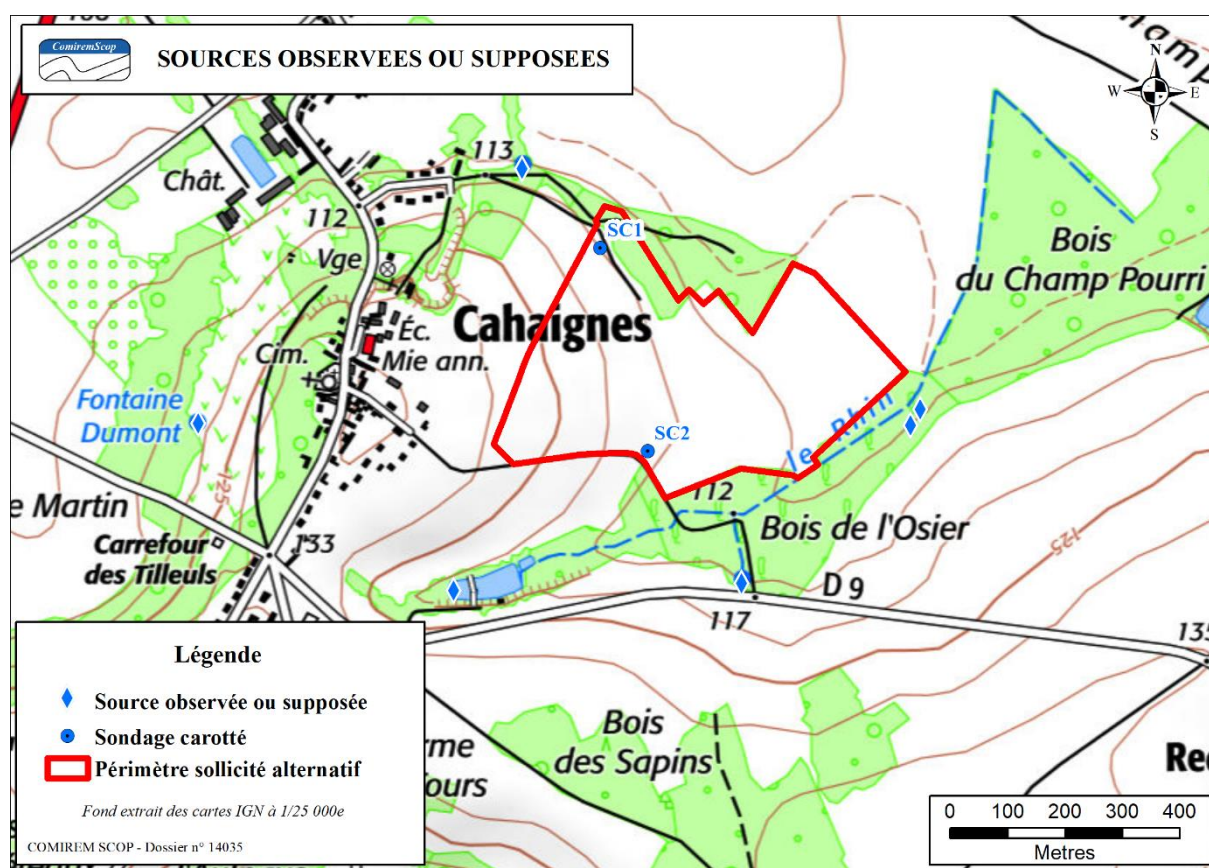 ComiremScop
SOURCES OBSERVEES OU SUPPOSEES
N
W
E
S
113
Chât.
112
SC1
Bois
du Champ Pourri
Vge
Cahaignes
Éc.
Mie ann.
Cim.
Fontaine
Dumont
125
SC2
le Rhin
e Martin
112
Bois de l'Osier
125
Carrefour
des Tilleuls
133
D 9
117
135
Légende
Source observée ou supposée
Sondage carotté
Périmètre sollicité alternatif
Fond extrait des cartes IGN à 1/25 000e
COMIREM SCOP - Dossier n° 14035
rme
ours
Bois
des Sapins
Re
0 100 200 300 400
Metres